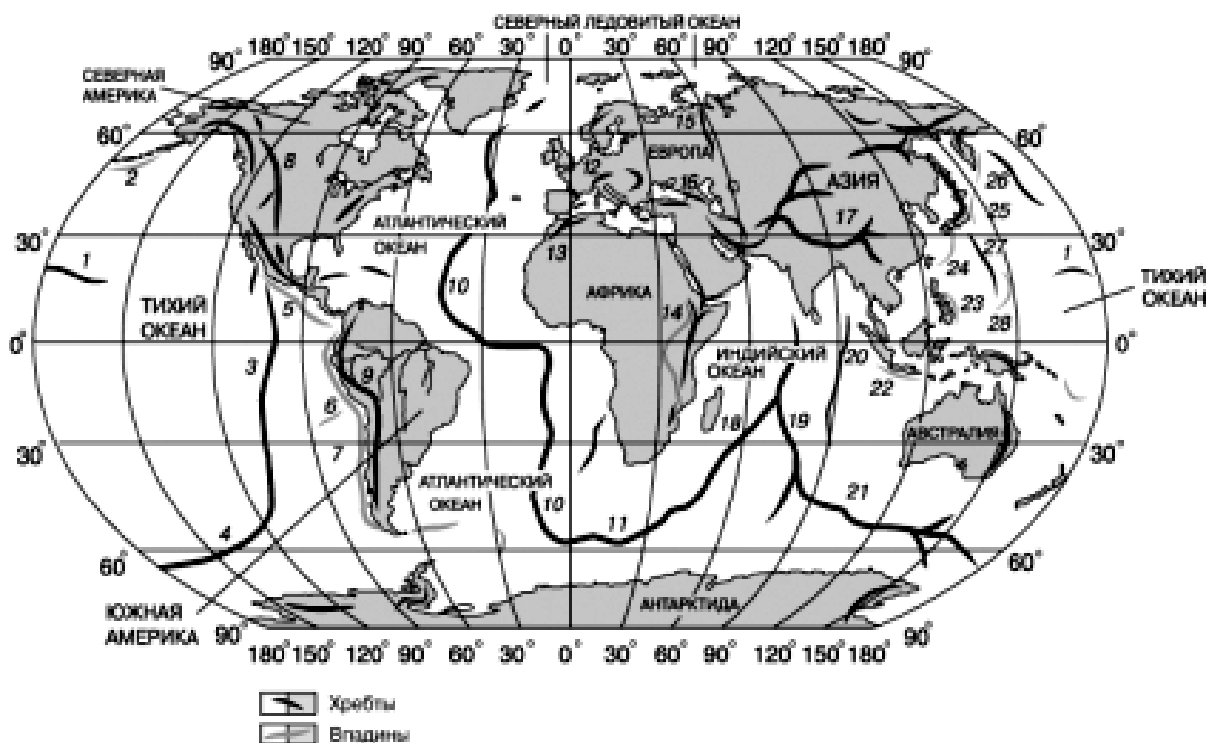 СЕВЕРНЫЙ ЛЕДОВИТЫЙ ОКЕАН
180° 150° 120° 90° 60° 30° 0° 30° 60° 90° 120° 150° 180°
90° 90°
СЕВЕРНАЯ
АМЕРИКА
60° 60°
15
ЕВРОПА
12
8
2
16
АЗИЯ
26
17
25
АТЛАНТИЧЕСКИЙ
ОКЕАН
30° 30°
13
27
24
1
1
10
АФРИКА
ТИХИЙ
ОКЕАН
ТИХИЙ
ОКЕАН
5
14
23
28
0° 0°
ИНДИЙСКИЙ
ОКЕАН
3
9
20
22
6
18
19
АВСТРАЛИЯ
7
30° 30°
АТЛАНТИЧЕСКИЙ
ОКЕАН
10
11
21
4
60° 60°
ЮЖНАЯ
АМЕРИКА
АНТАРКТИДА
90° 90°
180° 150° 120° 90° 60° 30° 0° 30° 60° 90° 120° 150° 180°
Хребты
Впадины